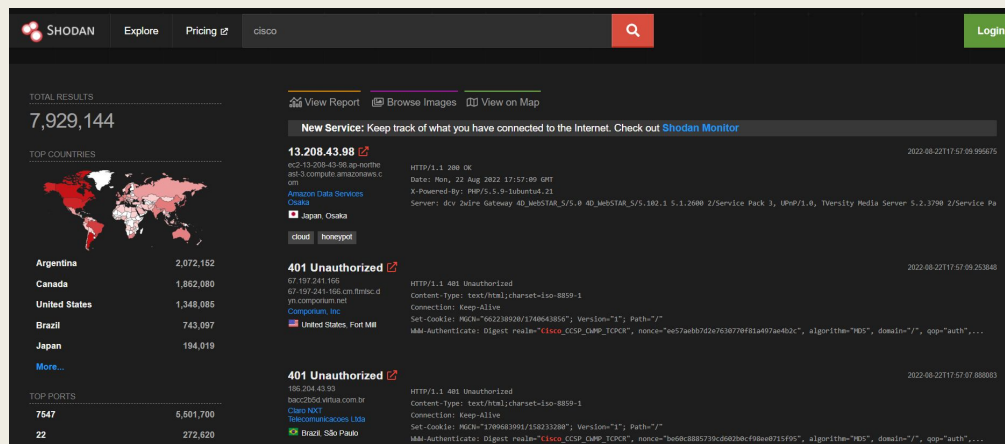 SHODAN
Explore
Pricing
cisco
Login
TOTAL RESULTS
7,929,144
TOP COUNTRIES
Argentina 2,072,152
Canada 1,862,080
United States 1,348,085
Brazil 743,097
Japan 194,019
More...
TOP PORTS
7547 5,501,700
22 272,620
View Report
Browse Images
View on Map
New Service: Keep track of what you have connected to the Internet. Check out Shodan Monitor
13.208.43.98
2022-08-22T17:57:09.995675
ec2-13-208-43-98.ap-northe
ast-3.compute.amazonaws.c
om
Amazon Data Services
Osaka
Japan, Osaka
cloud honeypot
HTTP/1.1 200 OK
Date: Mon, 22 Aug 2022 17:57:09 GMT
X-Powered-By: PHP/5.5.9-1ubuntu4.21
Server: dcv 2wire Gateway 4D_WebSTAR_S/5.0 4D_WebSTAR_S/5.102.1 5.1.2600 2/Service Pack 3, UPnP/1.0, TVersity Media Server 5.2.3790 2/Service Pa
401 Unauthorized
2022-08-22T17:57:09.253848
67.197.241.166
67-197-241-166.cm.ftmlsc.d
yn.comporium.net
Comporium, Inc
United States, Fort Mill
HTTP/1.1 401 Unauthorized
Content-Type: text/html;charset=iso-8859-1
Connection: Keep-Alive
Set-Cookie: MGCN="662238920/1740643856"; Version="1"; Path="/"
WWW-Authenticate: Digest realm="Cisco_CCSP_CWMP_TCPCR", nonce="ee57aebb7d2e7630770f81a497ae4b2c", algorithm="MD5", domain="/", qop="auth",...
401 Unauthorized
2022-08-22T17:57:07.888083
186.204.43.93
bacc2b5d.virtua.com.br
Claro NXT
Telecomunicacoes Ltda
Brazil, São Paulo
HTTP/1.1 401 Unauthorized
Content-Type: text/html;charset=iso-8859-1
Connection: Keep-Alive
Set-Cookie: MGCN="1709683991/158233280"; Version="1"; Path="/"
WWW-Authenticate: Digest realm="Cisco_CCSP_CWMP_TCPCR", nonce="be60c8885739cd602b0cf98ee0715f95", algorithm="MD5", domain="/", qop="auth",...